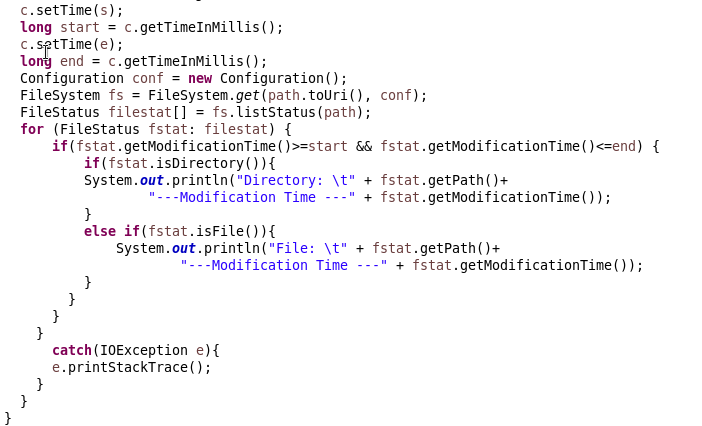 c.setTime(s);
long start = c.getTimeInMillis();
c.setTime(e);
long end = c.getTimeInMillis();
Configuration conf = new Configuration();
FileSystem fs = FileSystem.get(path.toUri(), conf);
FileStatus filestat[] = fs.listStatus(path);
for (FileStatus fstat: filestat) {
if(fstat.getModificationTime()>=start && fstat.getModificationTime()<=end) {
if(fstat.isDirectory()){
System.out.println("Directory: \t" + fstat.getPath()+
"---Modification Time ---" + fstat.getModificationTime());
}
else if(fstat.isFile()){
System.out.println("File: \t" + fstat.getPath()+
"---Modification Time ---" + fstat.getModificationTime());
}
}
}
}
catch(IOException e){
e.printStackTrace();
}
}
}